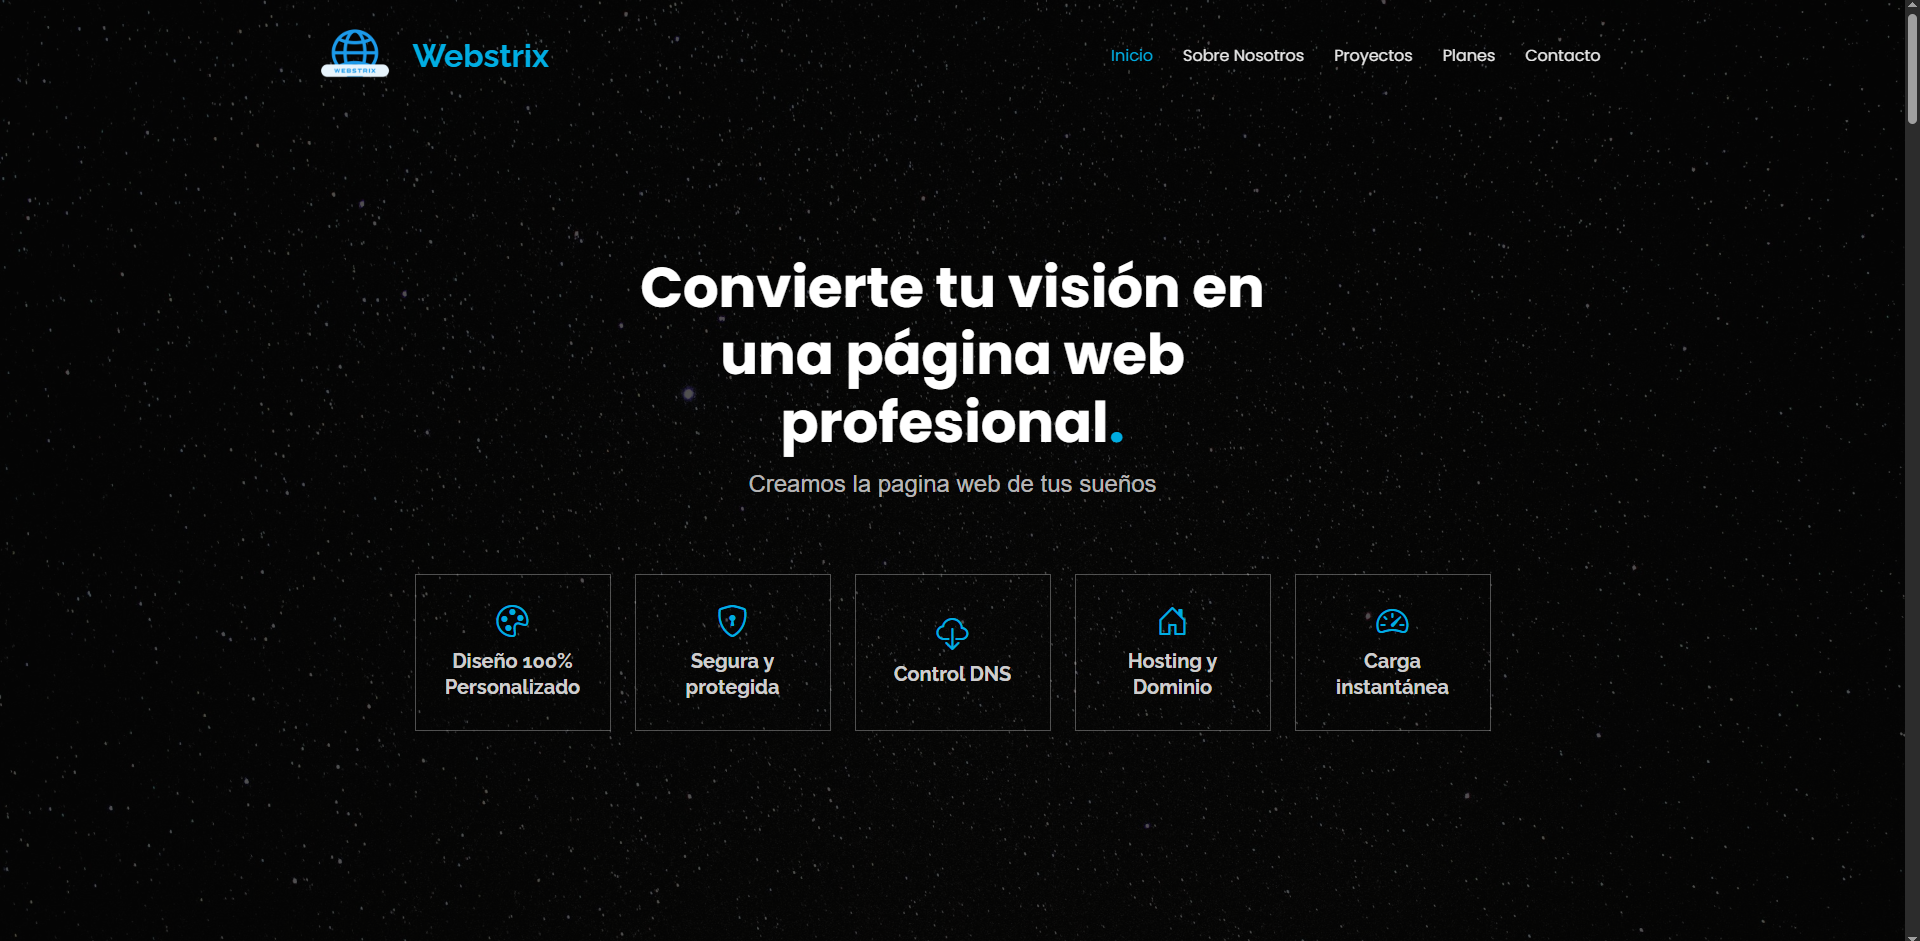 WEBSTRIX
Webstrix
Inicio
Sobre Nosotros
Proyectos
Planes
Contacto
Convierte tu visión en
una página web
profesional.
Creamos la pagina web de tus sueños
Diseño 100%
Personalizado
Segura y
protegida
Control DNS
Hosting y
Dominio
Carga
instantánea